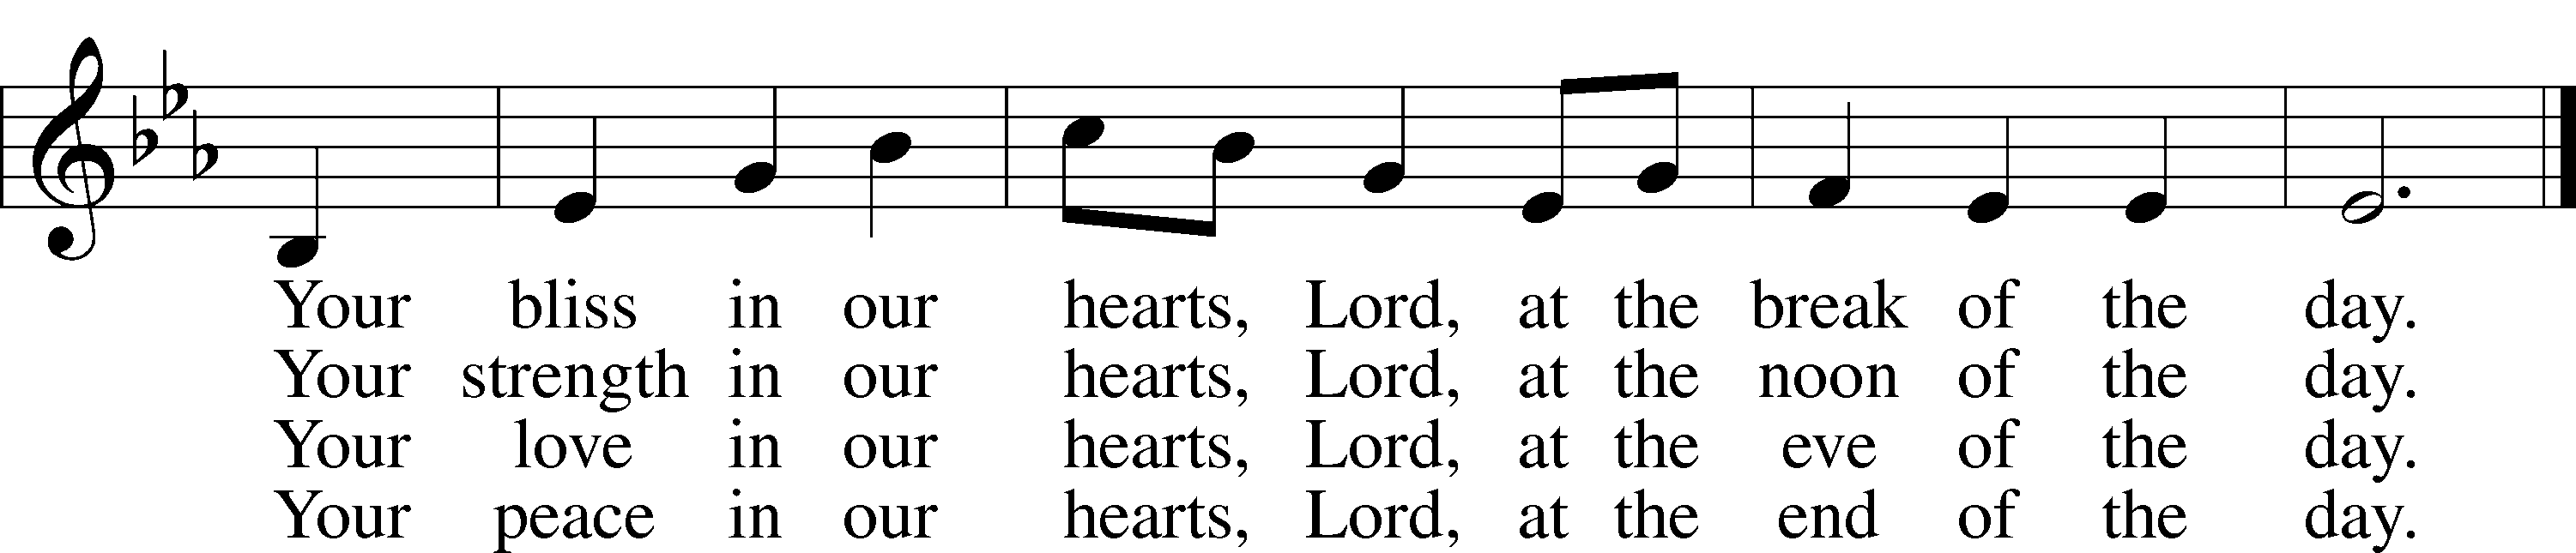 Your bliss in our hearts, Lord, at the break of the day.
Your strength in our hearts, Lord, at the noon of the day.
Your love in our hearts, Lord, at the eve of the day.
Your peace in our hearts, Lord, at the end of the day.